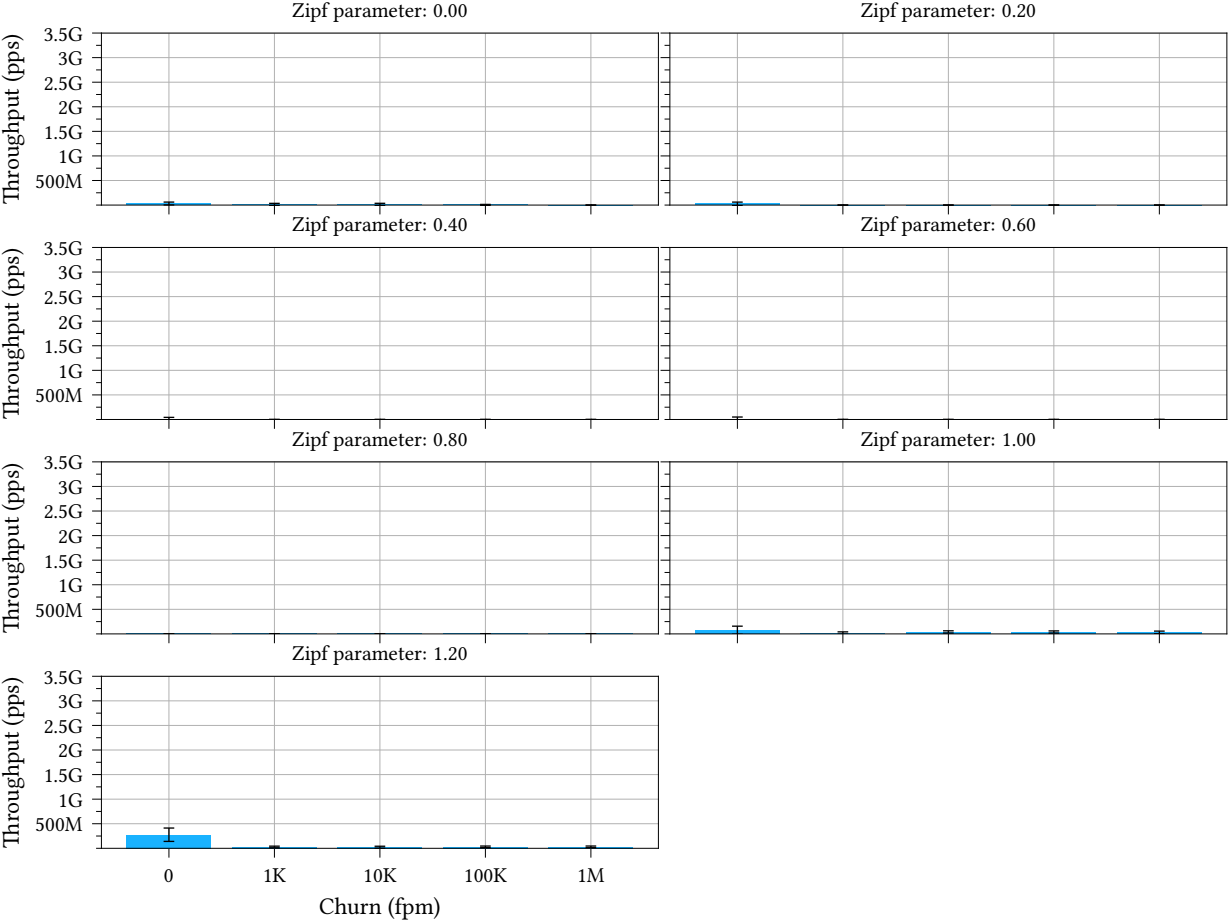 Zipf parameter: 0.00
Zipf parameter: 0.20
Throughput (pps)
3.5G
3G
2.5G
2G
1.5G
1G
500M
Zipf parameter: 0.40
Zipf parameter: 0.60
Throughput (pps)
3.5G
3G
2.5G
2G
1.5G
1G
500M
Zipf parameter: 0.80
Zipf parameter: 1.00
Throughput (pps)
3.5G
3G
2.5G
2G
1.5G
1G
500M
Zipf parameter: 1.20
Throughput (pps)
3.5G
3G
2.5G
2G
1.5G
1G
500M
0 1K 10K 100K 1M
Churn (fpm)